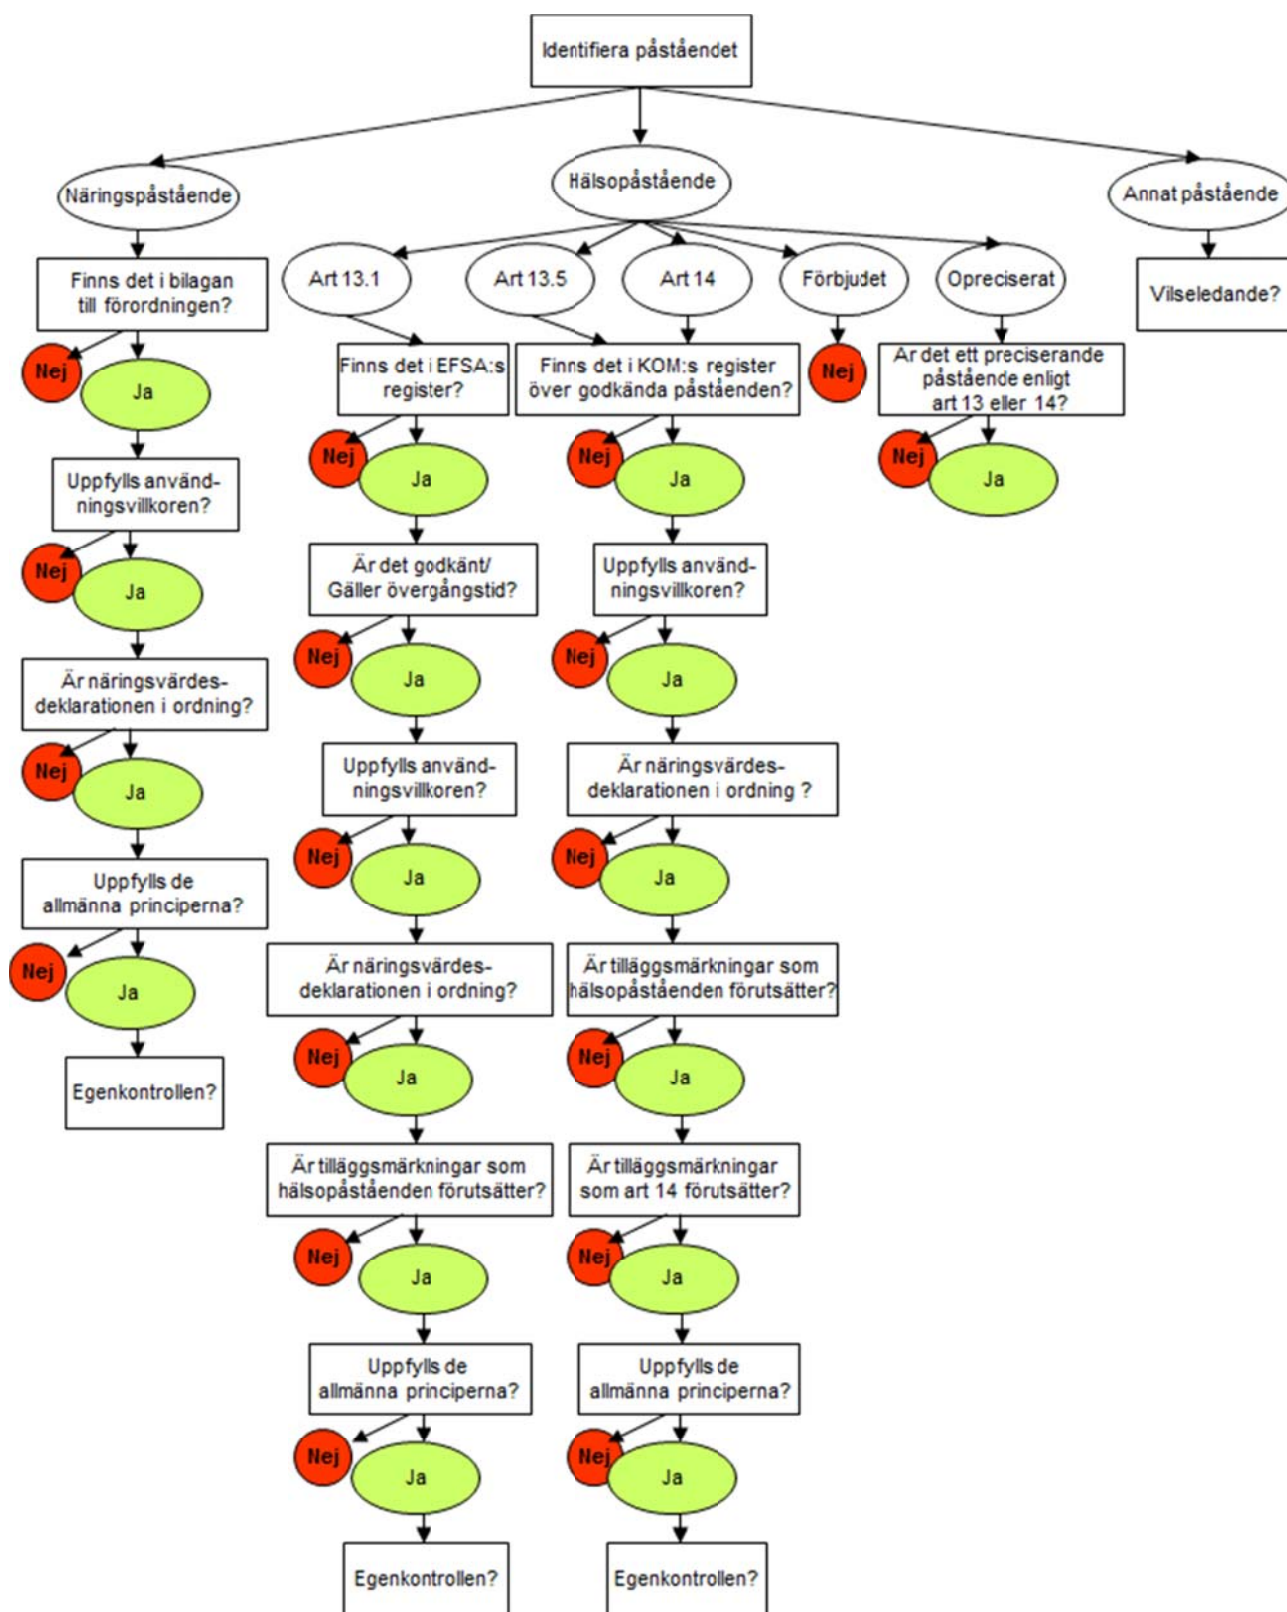 Identifiera påståendet
Näringspåstående
Hälsopåstående
Annat påstående
Art 13.1
Art 13.5
Art 14
Förbjudet
Opreciserat
Finns det i bilagan
till förordningen?
Vilseledande?
Nej
Ja
Finns det i EFSA:s
register?
Finns det i KOM:s register
över godkända påståenden?
Nej
Är det ett preciserande
påstående enligt
art 13 eller 14?
Nej
Ja
Nej
Ja
Nej
Ja
Uppfylls använd-
ningsvillkoren?
Nej
Ja
Är det godkänt/
Gäller övergångstid?
Nej
Ja
Uppfylls använd-
ningsvillkoren?
Nej
Ja
Är näringsvärdes-
deklarationen i ordning?
Nej
Ja
Uppfylls använd-
ningsvillkoren?
Nej
Ja
Är näringsvärdes-
deklarationen i ordning ?
Nej
Ja
Uppfylls de
allmänna principerna?
Nej
Ja
Är näringsvärdes-
deklarationen i ordning?
Nej
Ja
Är tilläggsmärkningar som
hälsopåståenden förutsätter?
Nej
Ja
Egenkontrollen?
Är tilläggsmärkningar som
hälsopåståenden förutsätter?
Nej
Ja
Är tilläggsmärkningar
som art 14 förutsätter?
Nej
Ja
Uppfylls de
allmänna principerna?
Nej
Ja
Uppfylls de
allmänna principerna?
Nej
Ja
Egenkontrollen?
Egenkontrollen?